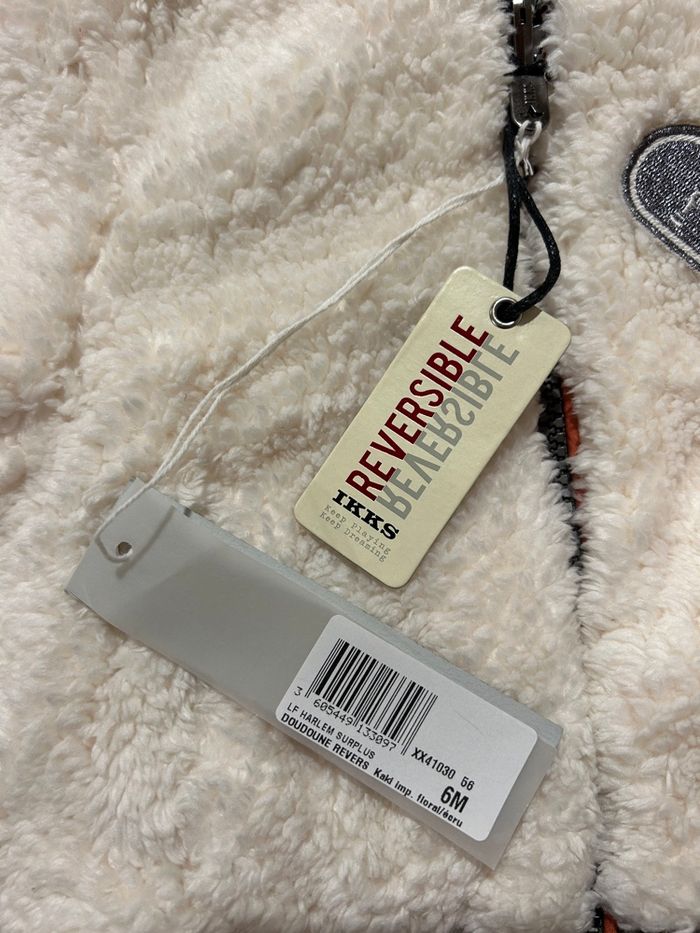 REVERSIBLE
REVERSIBLE
IKKS
Keep Playing
Keep Dreaming
3 605449 133097
LF HARLEM SURPLUS
XX41030 56
DOUDOUNE REVERS
6M
Kaki imp. floral/écru